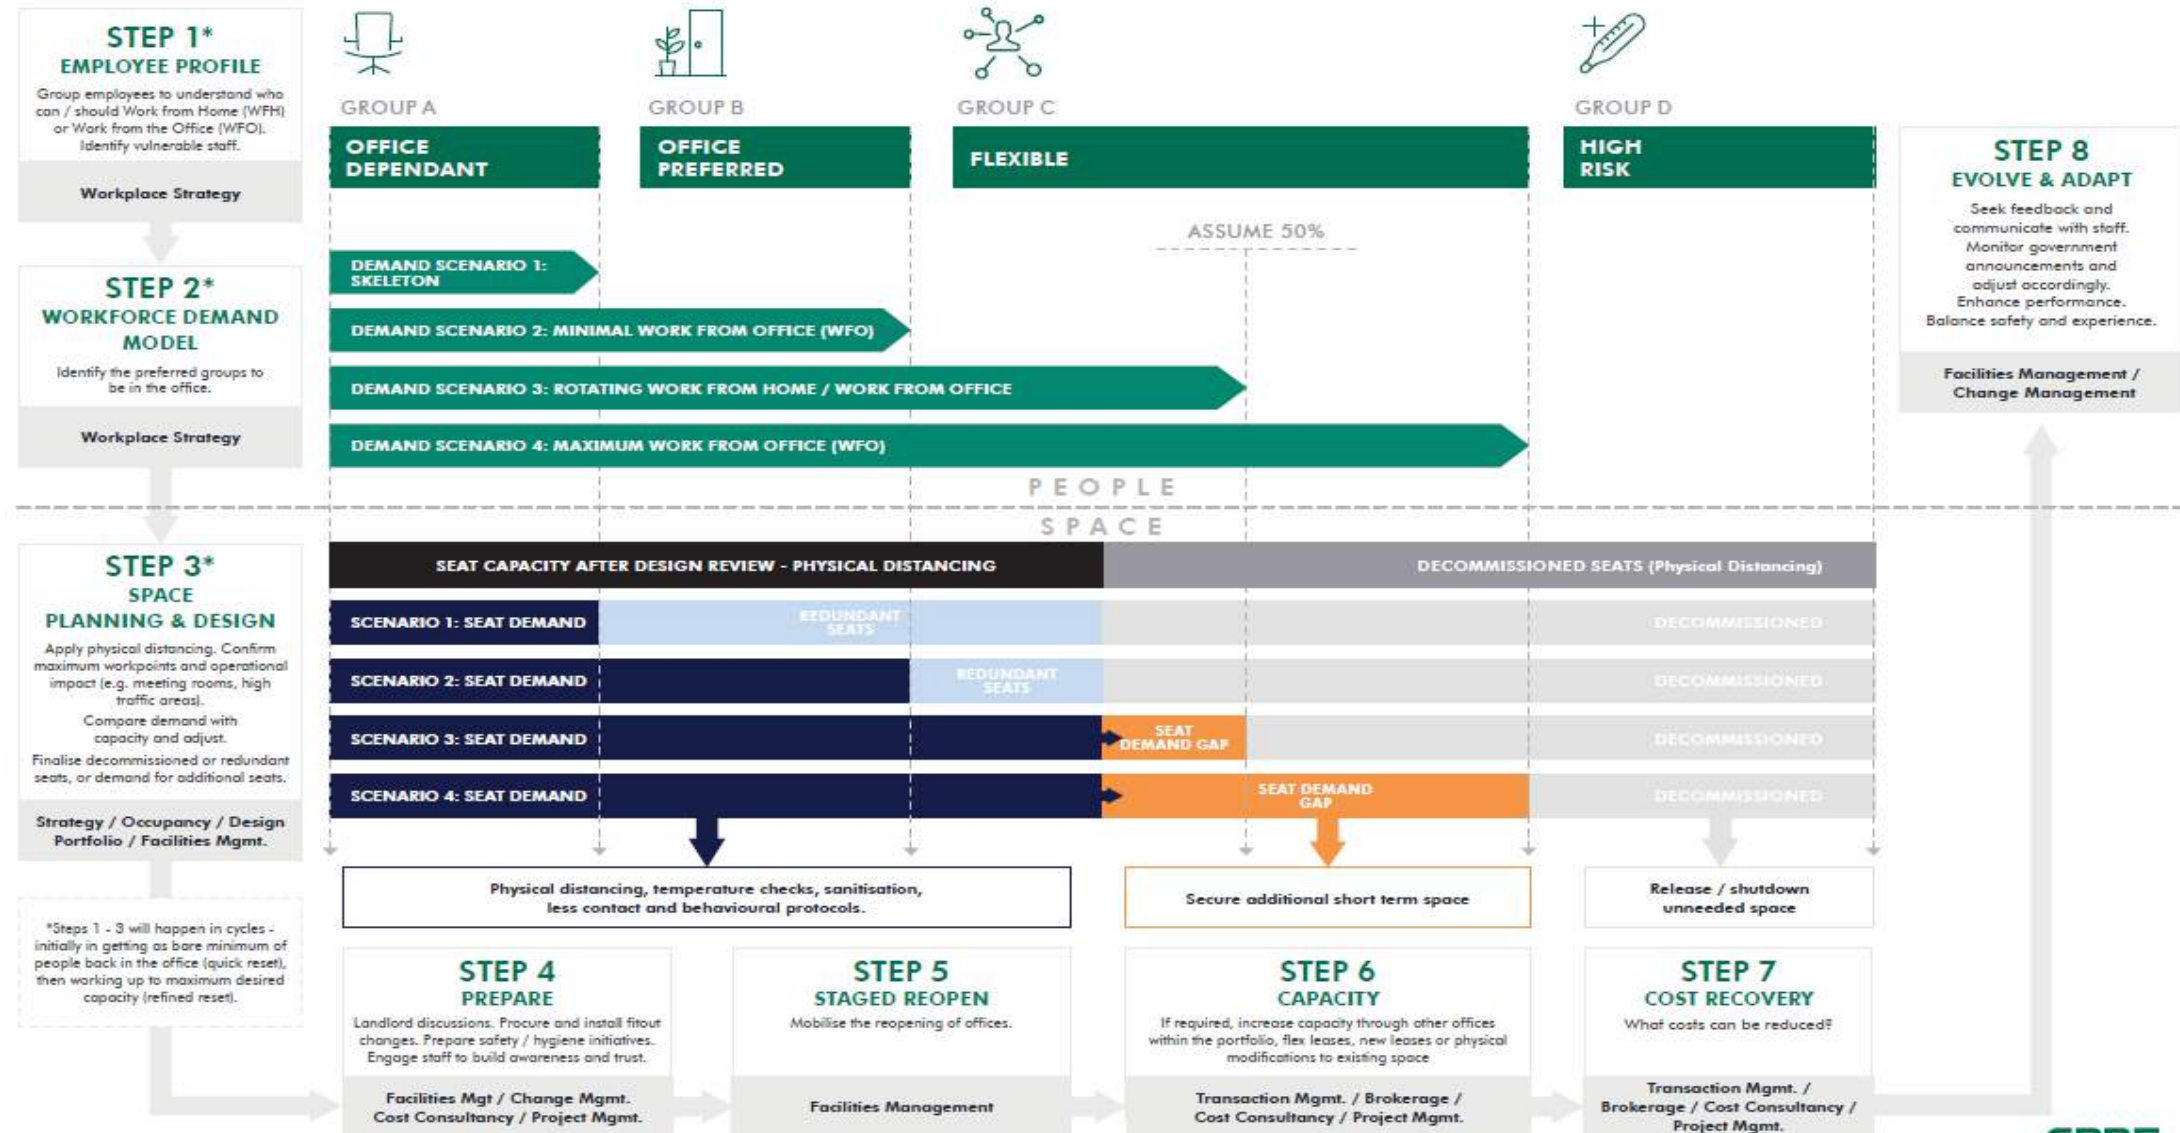 STEP 1*
EMPLOYEE PROFILE
Group employees to understand who
can / should Work from Home (WFH)
or Work from the Office (WFO).
Identify vulnerable staff.
Workplace Strategy
STEP 2*
WORKFORCE DEMAND
MODEL
Identify the preferred groups to
be in the office.
Workplace Strategy
GROUP A
OFFICE
DEPENDANT
GROUP B
OFFICE
PREFERRED
GROUP C
FLEXIBLE
GROUP D
HIGH
RISK
ASSUME 50%
DEMAND SCENARIO 1:
SKELETON
DEMAND SCENARIO 2: MINIMAL WORK FROM OFFICE (WFO)
DEMAND SCENARIO 3: ROTATING WORK FROM HOME / WORK FROM OFFICE
DEMAND SCENARIO 4: MAXIMUM WORK FROM OFFICE (WFO)
PEOPLE
SPACE
STEP 3*
SPACE
PLANNING & DESIGN
Apply physical distancing. Confirm
maximum workpoints and operational
impact (e.g. meeting rooms, high
traffic areas).
Compare demand with
capacity and adjust.
Finalise decommissioned or redundant
seats, or demand for additional seats.
Strategy / Occupancy / Design
Portfolio / Facilities Mgmt.
*Steps 1 - 3 will happen in cycles -
initially in getting as bare minimum of
people back in the office (quick reset),
then working up to maximum desired
capacity (refined reset).
SEAT CAPACITY AFTER DESIGN REVIEW - PHYSICAL DISTANCING
DECOMMISSIONED SEATS (Physical Distancing)
SCENARIO 1: SEAT DEMAND
REDUNDANT
SEATS
DECOMMISSIONED
SCENARIO 2: SEAT DEMAND
REDUNDANT
SEATS
DECOMMISSIONED
SCENARIO 3: SEAT DEMAND
SEAT
DEMAND GAP
DECOMMISSIONED
SCENARIO 4: SEAT DEMAND
SEAT DEMAND
GAP
DECOMMISSIONED
Physical distancing, temperature checks, sanitisation,
less contact and behavioural protocols.
Secure additional short term space
Release / shutdown
unneeded space
STEP 4
PREPARE
Landlord discussions. Procure and install fitout
changes. Prepare safety / hygiene initiatives.
Engage staff to build awareness and trust.
Facilities Mgt / Change Mgmt.
Cost Consultancy / Project Mgmt.
STEP 5
STAGED REOPEN
Mobilise the reopening of offices.
Facilities Management
STEP 6
CAPACITY
If required, increase capacity through other offices
within the portfolio, flex leases, new leases or physical
modifications to existing space
Transaction Mgmt. / Brokerage /
Cost Consultancy / Project Mgmt.
STEP 7
COST RECOVERY
What costs can be reduced?
Transaction Mgmt. /
Brokerage / Cost Consultancy /
Project Mgmt.
STEP 8
EVOLVE & ADAPT
Seek feedback and
communicate with staff.
Monitor government
announcements and
adjust accordingly.
Enhance performance.
Balance safety and experience.
Facilities Management /
Change Management